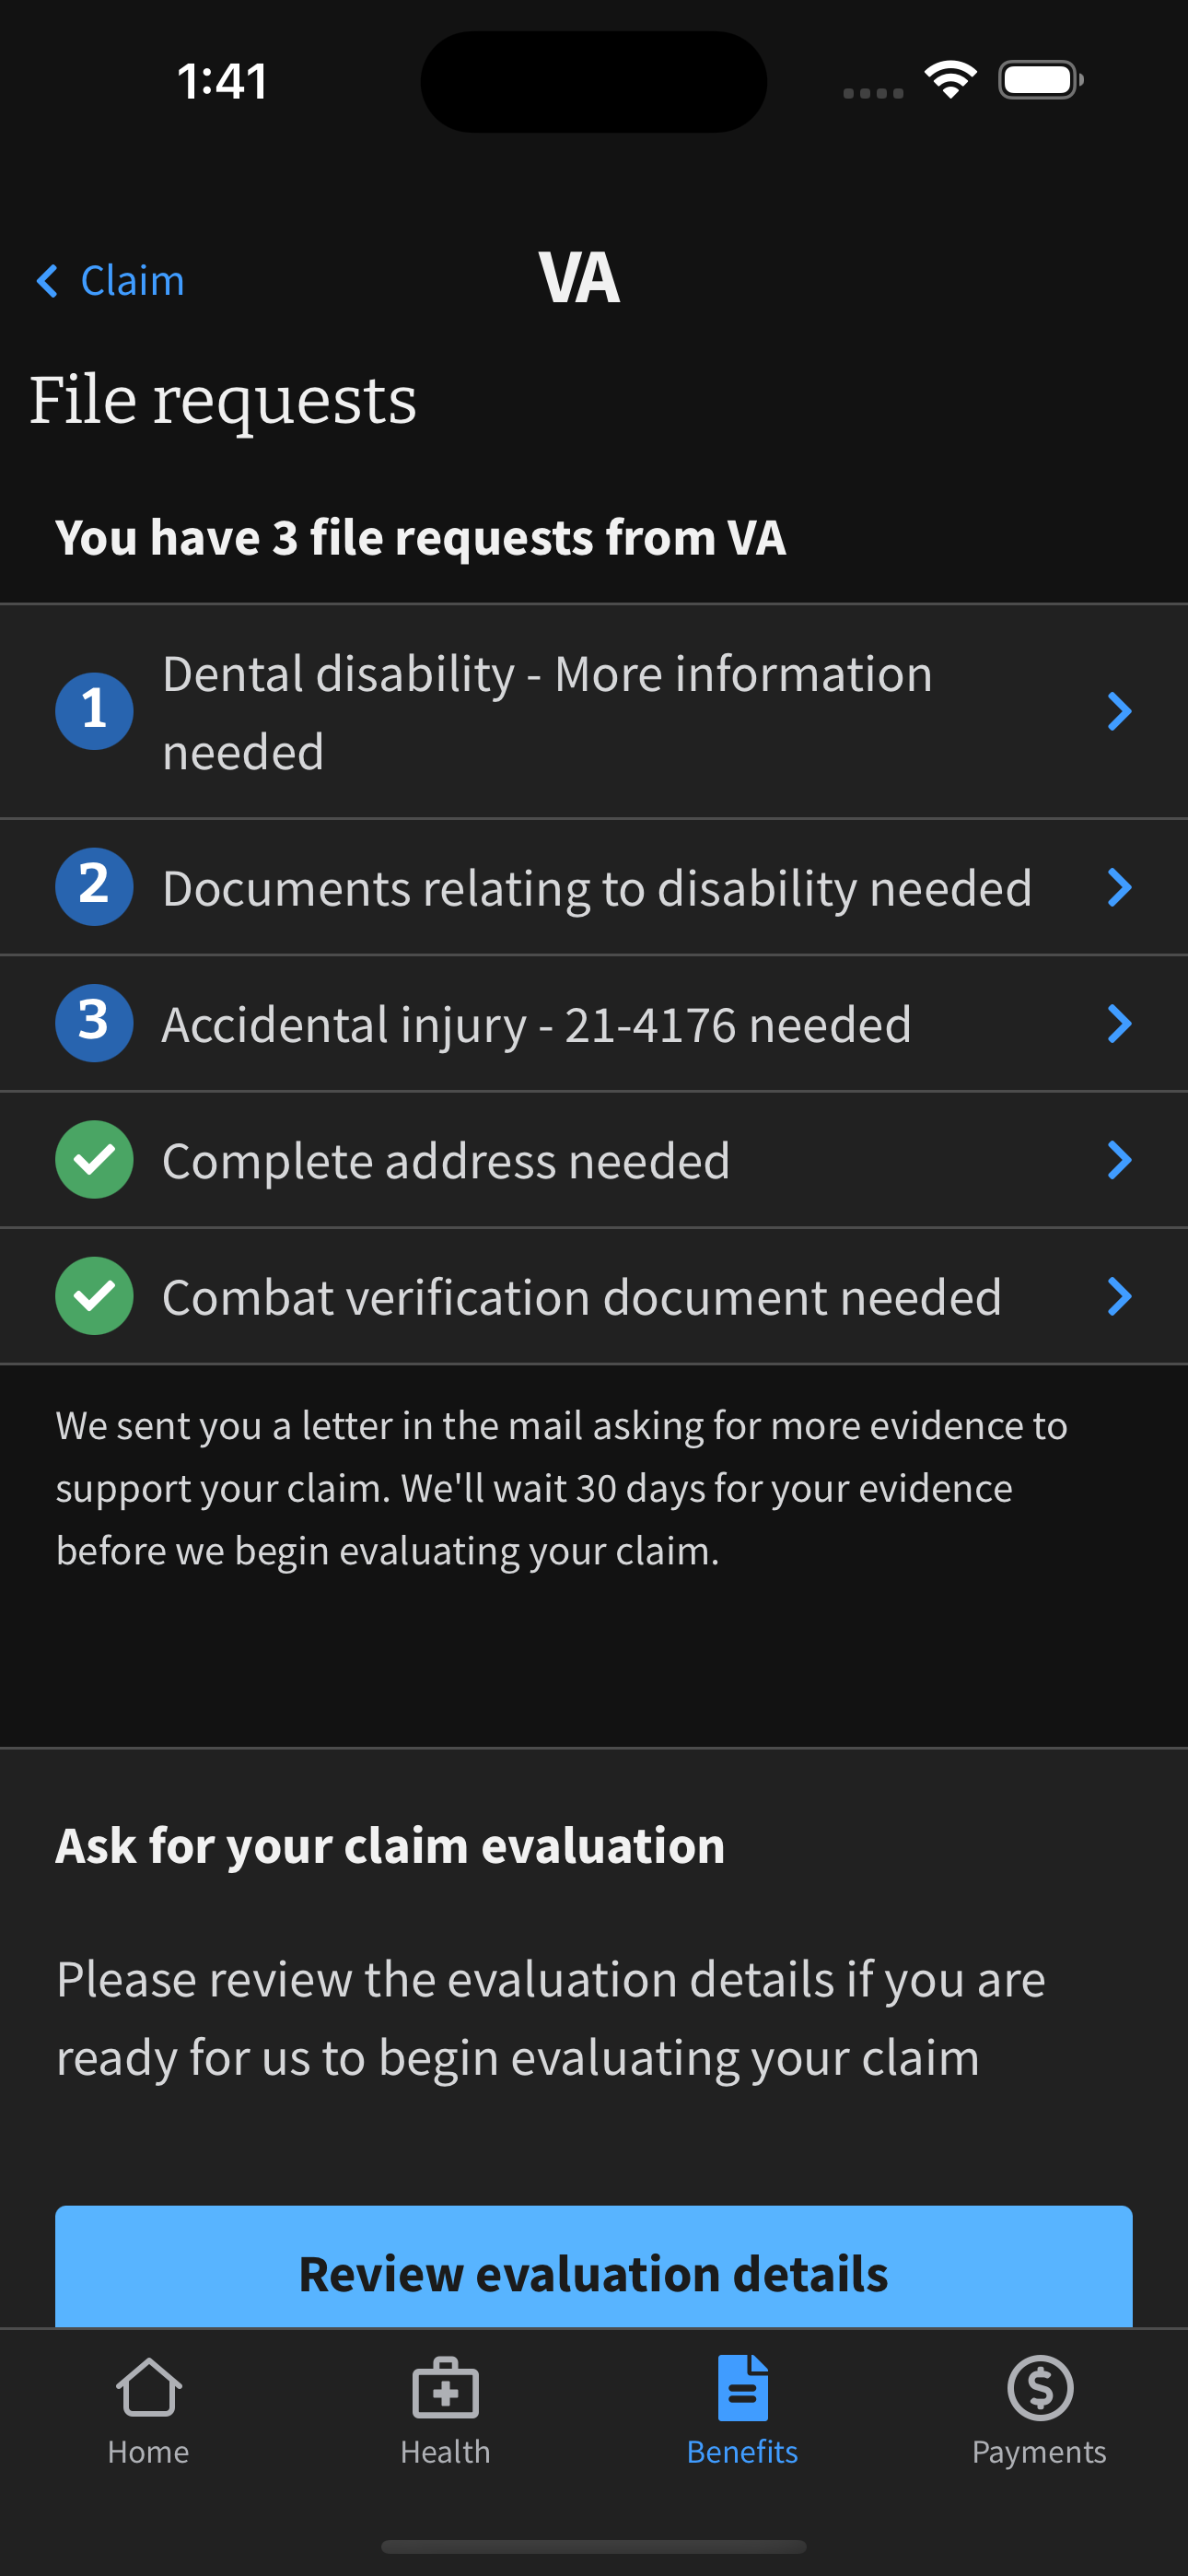 1:41
Claim
VA
File requests
You have 3 file requests from VA
1
Dental disability - More information
needed
2
Documents relating to disability needed
3
Accidental injury - 21-4176 needed
Complete address needed
Combat verification document needed
We sent you a letter in the mail asking for more evidence to
support your claim. We'll wait 30 days for your evidence
before we begin evaluating your claim.
Ask for your claim evaluation
Please review the evaluation details if you are
ready for us to begin evaluating your claim
Review evaluation details
Home
Health
Benefits
Payments